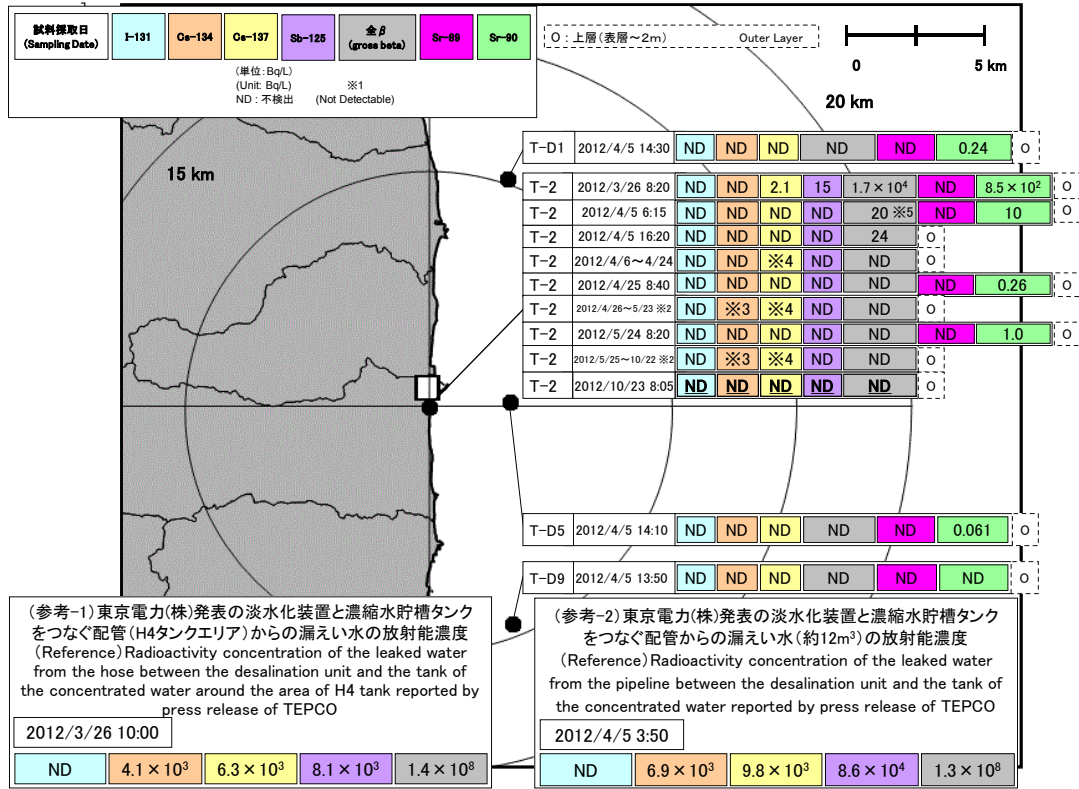 試料採取日
(Sampling Date)
I-131
Cs-134
Cs-137
Sb-125
全β
(gross beta)
Sr-89
Sr-90
(単位:Bq/L)
(Unit: Bq/L)
※1
ND : 不検出
(Not Detectable)
O : 上層(表層~2m) Outer Layer
0 5 km
20 km
15 km
T-D1 2012/4/5 14:30 ND ND ND ND ND 0.24 O
T-2 2012/3/26 8:20 ND ND 2.1 15 1.7×10⁴ ND 8.5×10² O
T-2 2012/4/5 6:15 ND ND ND ND 20 ※5 ND 10 O
T-2 2012/4/5 16:20 ND ND ND ND 24 O
T-2 2012/4/6~4/24 ND ND ※4 ND ND O
T-2 2012/4/25 8:40 ND ND ND ND ND ND 0.26 O
T-2 2012/4/26~5/23 ※2 ND ※3 ※4 ND ND O
T-2 2012/5/24 8:20 ND ND ND ND ND ND 1.0 O
T-2 2012/5/25~10/22 ※2 ND ※3 ※4 ND ND O
T-2 2012/10/23 8:05 ND ND ND ND ND O
T-D5 2012/4/5 14:10 ND ND ND ND ND 0.061 O
T-D9 2012/4/5 13:50 ND ND ND ND ND ND O
(参考-1)東京電力(株)発表の淡水化装置と濃縮水貯槽タンク
をつなぐ配管(H4タンクエリア)からの漏えい水の放射能濃度
(Reference)Radioactivity concentration of the leaked water
from the hose between the desalination unit and the tank of
the concentrated water around the area of H4 tank reported by
press release of TEPCO
2012/3/26 10:00
ND 4.1×10³ 6.3×10³ 8.1×10³ 1.4×10⁸
(参考-2)東京電力(株)発表の淡水化装置と濃縮水貯槽タンク
をつなぐ配管からの漏えい水(約12m³)の放射能濃度
(Reference)Radioactivity concentration of the leaked water
from the pipeline between the desalination unit and the tank of
the concentrated water reported by press release of TEPCO
2012/4/5 3:50
ND 6.9×10³ 9.8×10³ 8.6×10⁴ 1.3×10⁸